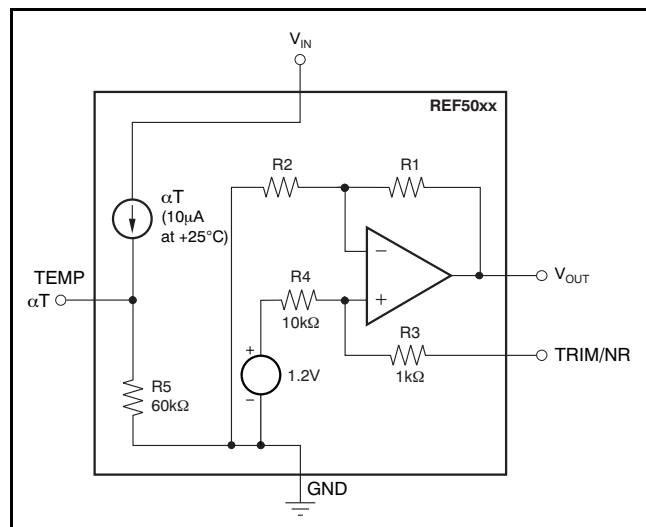 V_IN
REF50xx
R2
R1
αT
(10μA
at +25°C)
TEMP
αT
−
R4
+
10kΩ
V_OUT
R3
1kΩ
TRIM/NR
+
1.2V
−
R5
60kΩ
GND